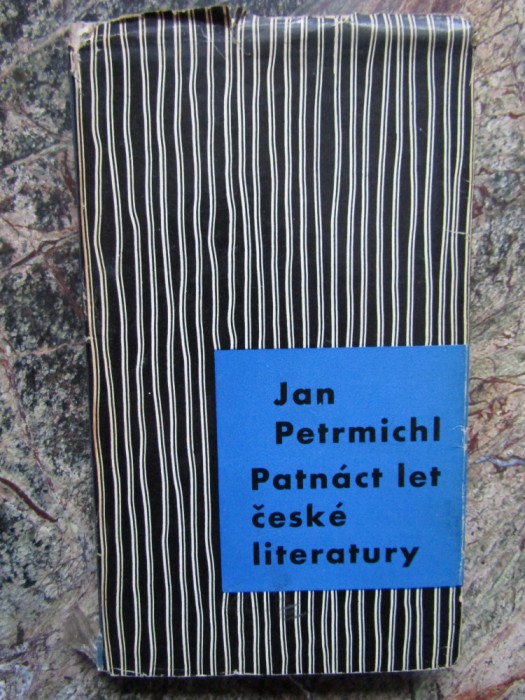 Jan
Petrmichl
Patnáct let
české
literatury